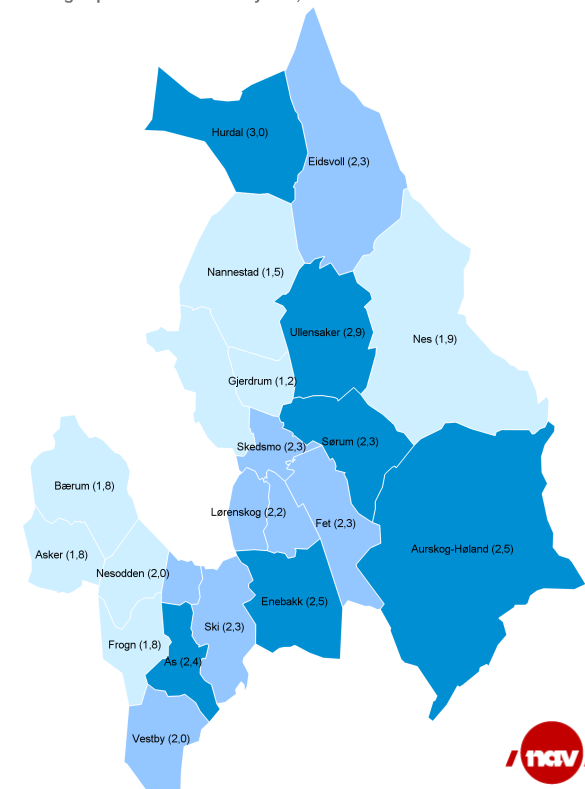 Hurdal (3,0)
Eidsvoll (2,3)
Nannestad (1,5)
Ullensaker (2,9)
Nes (1,9)
Gjerdrum (1,2)
Skedsmo (2,3)
Sørum (2,3)
Bærum (1,8)
Lørenskog (2,2)
Fet (2,3)
Asker (1,8)
Aurskog-Høland (2,5)
Nesodden (2,0)
Enebakk (2,5)
Ski (2,3)
Frogn (1,8)
Ås (2,4)
Vestby (2,0)
nav